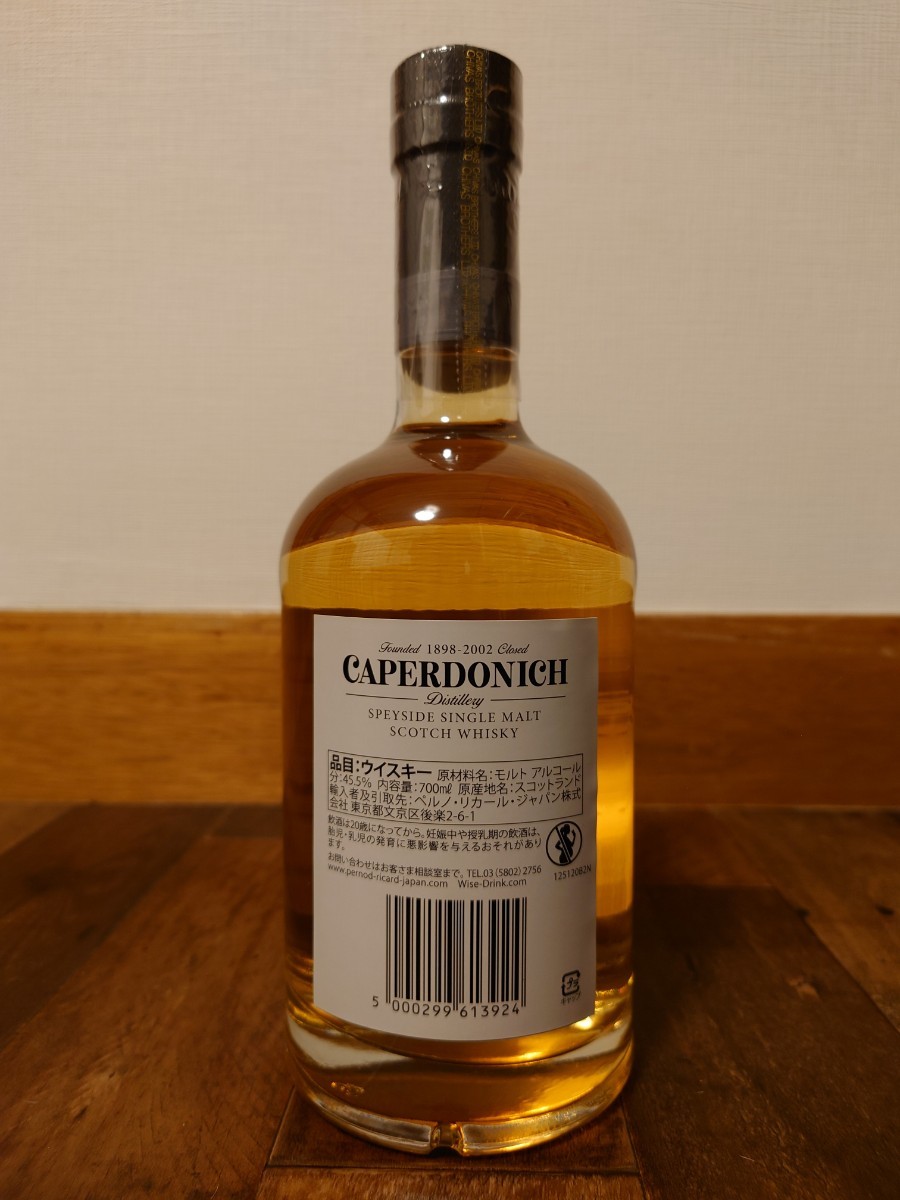 CHIVAS BROTHERS LTD
Founded 1898-2002 Closed
CAPERDONICH
Distillery
SPEYSIDE SINGLE MALT
SCOTCH WHISKY
品目:ウイスキー 原材料名:モルト アルコール
分:45.5% 内容量:700㎖ 原産地名:スコットランド
輸入者及引取先:ペルノ・リカール・ジャパン株式
会社 東京都文京区後楽2-6-1
飲酒は20歳になってから。妊娠中や授乳期の飲酒は、
胎児・乳児の発育に悪影響を与えるおそれがあり
ます。
お問い合わせはお客さま相談室まで。TEL.03(5802)2756
www.pernod-ricard-japan.com Wise-Drink.com
12512082N
5 000299 613924
キャップ